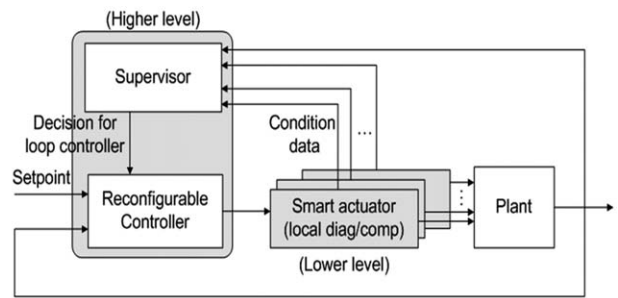 (Higher level)
Supervisor
Decision for
loop controller
Condition
data
...
Setpoint
Reconfigurable
Controller
Smart actuator
(local diag/comp)
Plant
(Lower level)